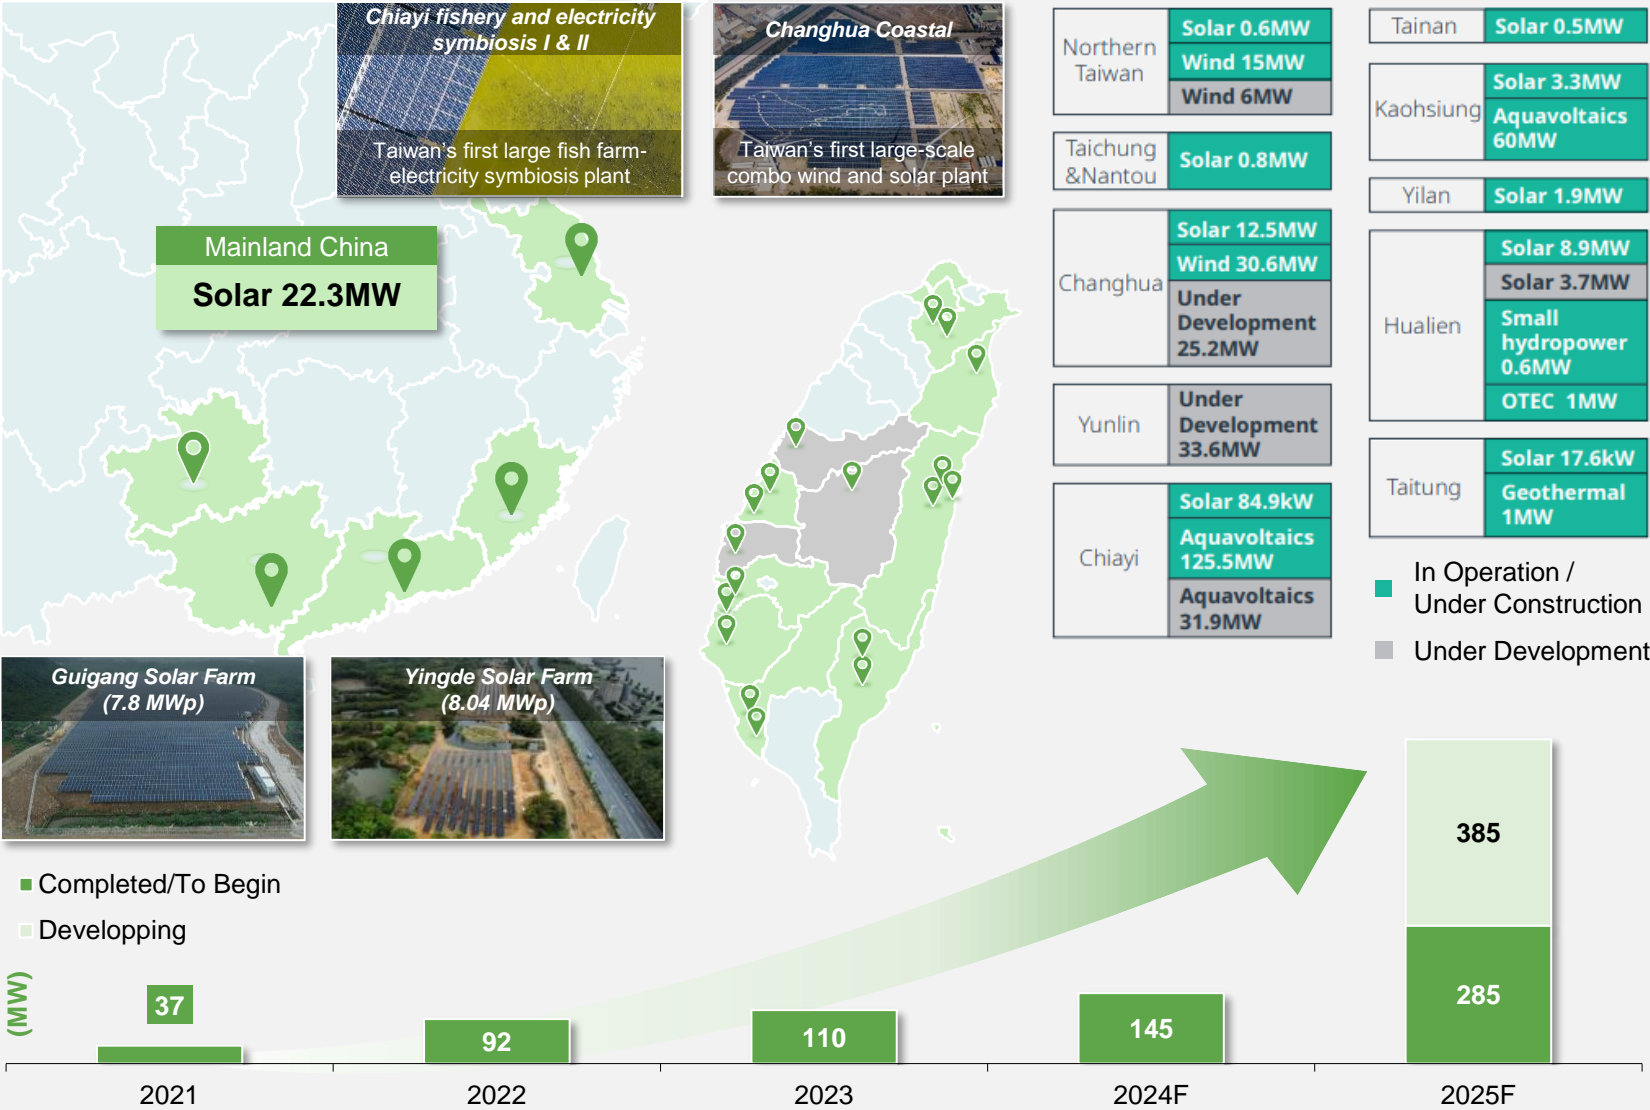 Chiayi fishery and electricity
symbiosis I & II
Taiwan's first large fish farm-
electricity symbiosis plant
Changhua Coastal
Taiwan's first large-scale
combo wind and solar plant
Mainland China
Solar 22.3MW
Guigang Solar Farm
(7.8 MWp)
Yingde Solar Farm
(8.04 MWp)
Northern
Taiwan
Solar 0.6MW
Wind 15MW
Wind 6MW
Taichung
&Nantou
Solar 0.8MW
Changhua
Solar 12.5MW
Wind 30.6MW
Under
Development
25.2MW
Yunlin
Under
Development
33.6MW
Chiayi
Solar 84.9kW
Aquavoltaics
125.5MW
Aquavoltaics
31.9MW
Tainan
Solar 0.5MW
Kaohsiung
Solar 3.3MW
Aquavoltaics
60MW
Yilan
Solar 1.9MW
Hualien
Solar 8.9MW
Solar 3.7MW
Small
hydropower
0.6MW
OTEC 1MW
Taitung
Solar 17.6kW
Geothermal
1MW
In Operation /
Under Construction
Under Development
Completed/To Begin
Developping
(MW)
37
92
110
145
385
285
2021
2022
2023
2024F
2025F